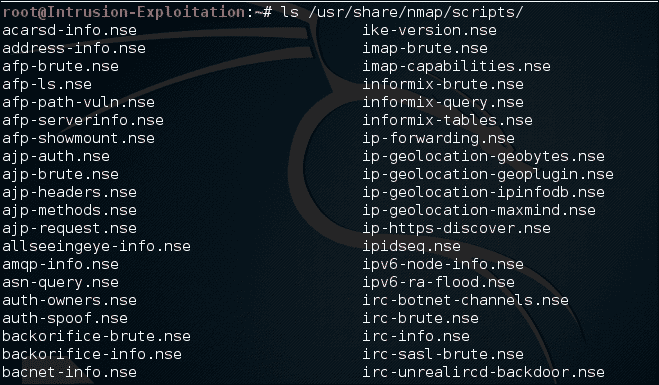 root@Intrusion-Exploitation:~# ls /usr/share/nmap/scripts/
acarsd-info.nse ike-version.nse
address-info.nse imap-brute.nse
afp-brute.nse imap-capabilities.nse
afp-ls.nse informix-brute.nse
afp-path-vuln.nse informix-query.nse
afp-serverinfo.nse informix-tables.nse
afp-showmount.nse ip-forwarding.nse
ajp-auth.nse ip-geolocation-geobytes.nse
ajp-brute.nse ip-geolocation-geoplugin.nse
ajp-headers.nse ip-geolocation-ipinfodb.nse
ajp-methods.nse ip-geolocation-maxmind.nse
ajp-request.nse ip-https-discover.nse
allseeingeye-info.nse ipidseq.nse
amqp-info.nse ipv6-node-info.nse
asn-query.nse ipv6-ra-flood.nse
auth-owners.nse irc-botnet-channels.nse
auth-spoof.nse irc-brute.nse
backorifice-brute.nse irc-info.nse
backorifice-info.nse irc-sasl-brute.nse
bacnet-info.nse irc-unrealircd-backdoor.nse